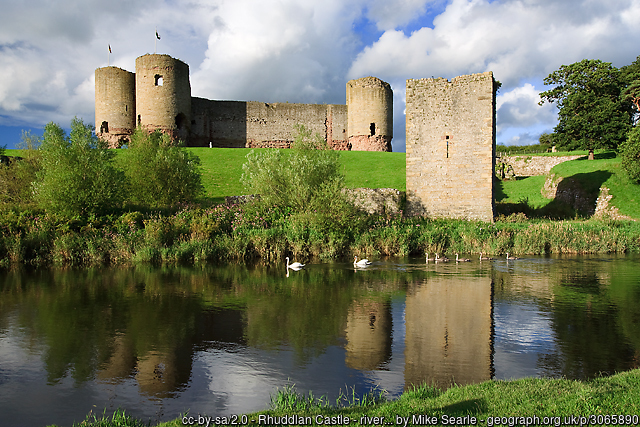 cc-by-sa/2.0 - Rhuddlan Castle - river... by Mike Searle - geograph.org.uk/p/3065890